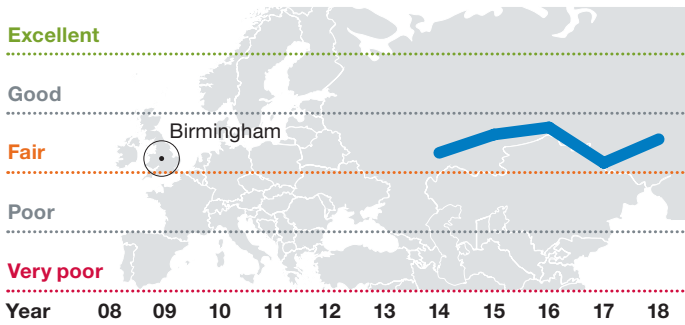 Excellent
Good
Birmingham
Fair
Poor
Very poor
Year 08 09 10 11 12 13 14 15 16 17 18